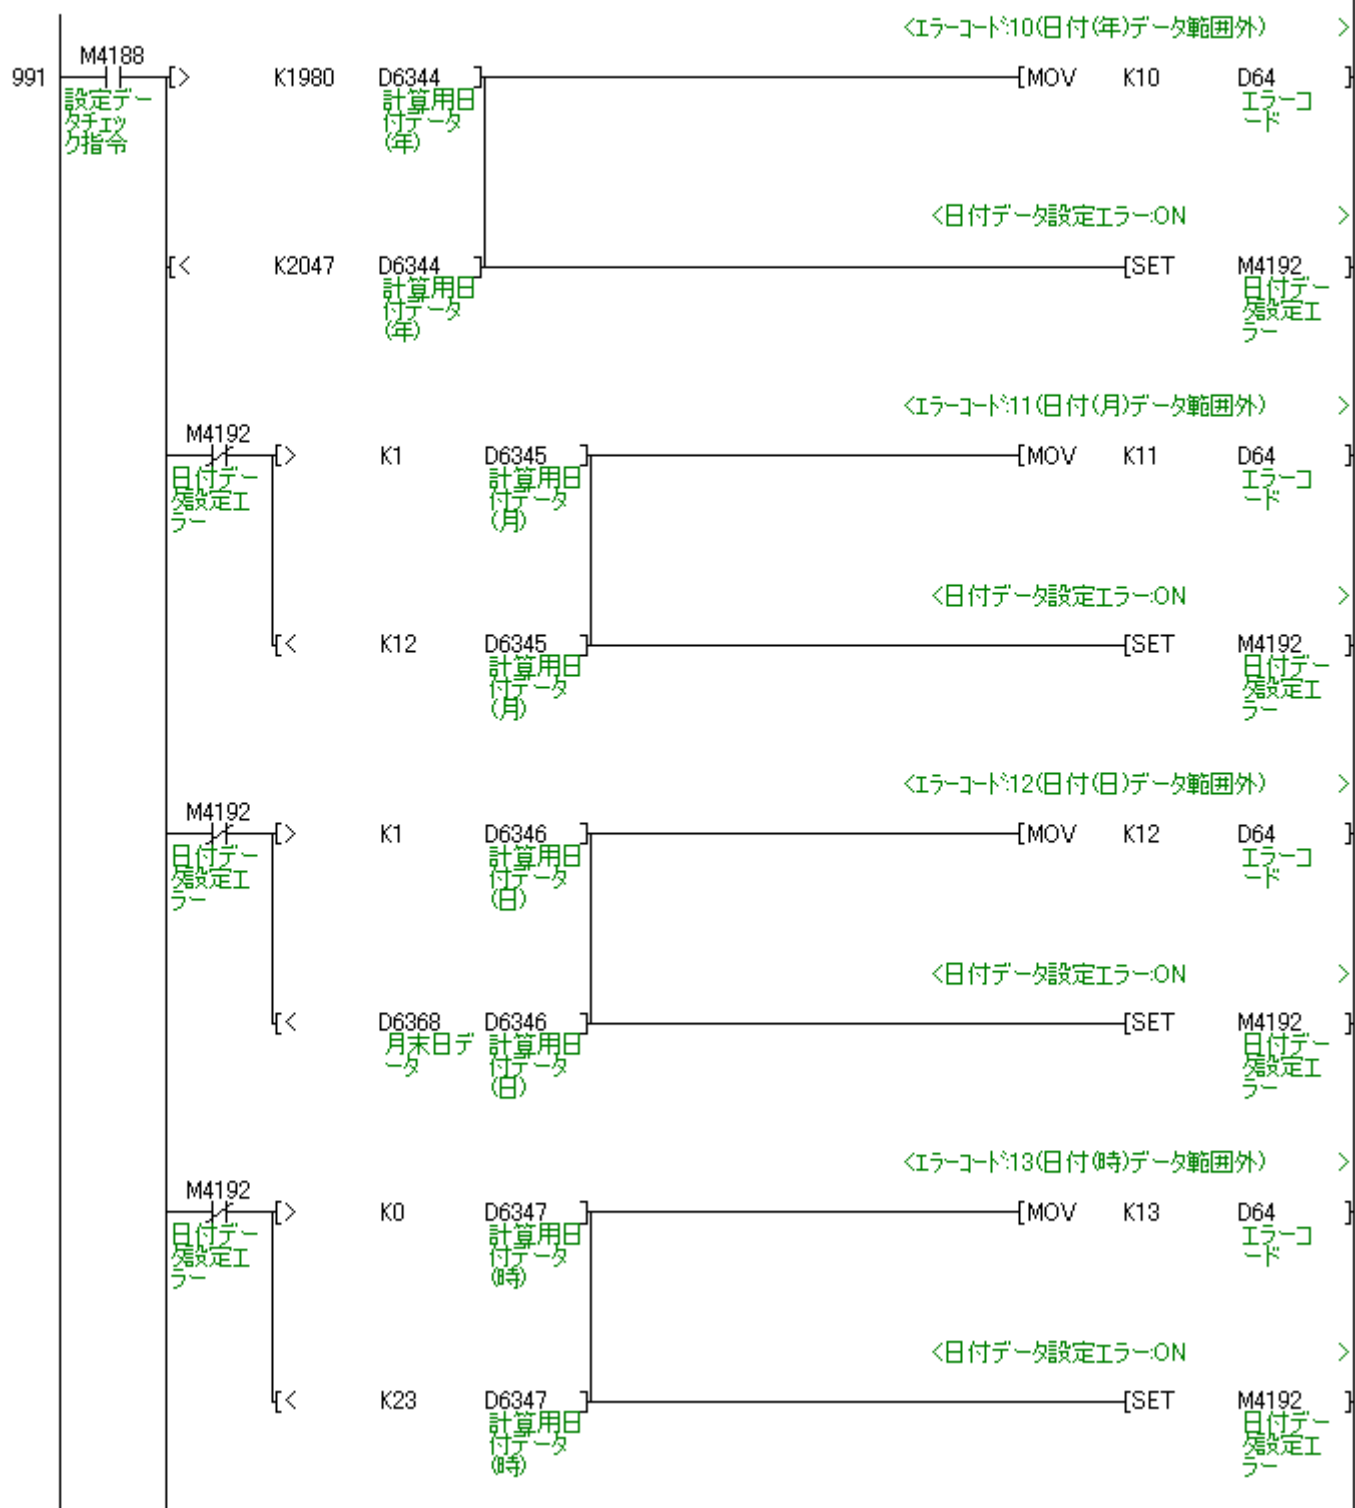 <エラーコード:10(日付(年)データ範囲外) >
M4188
991 [> K1980 D6344 ] [MOV K10 D64 ]
設定デー
タチェッ
ク指令
計算用日
付データ
(年)
エラーコ
ード
<日付データ設定エラー:ON >
[< K2047 D6344 ] [SET M4192 ]
計算用日
付データ
(年)
日付デー
タ設定エ
ラー
<エラーコード:11(日付(月)データ範囲外) >
M4192
[> K1 D6345 ] [MOV K11 D64 ]
日付デー
タ設定エ
ラー
計算用日
付データ
(月)
エラーコ
ード
<日付データ設定エラー:ON >
[< K12 D6345 ] [SET M4192 ]
計算用日
付データ
(月)
日付デー
タ設定エ
ラー
<エラーコード:12(日付(日)データ範囲外) >
M4192
[> K1 D6346 ] [MOV K12 D64 ]
日付デー
タ設定エ
ラー
計算用日
付データ
(日)
エラーコ
ード
<日付データ設定エラー:ON >
[< D6368 D6346 ] [SET M4192 ]
月末日デ
ータ
計算用日
付データ
(日)
日付デー
タ設定エ
ラー
<エラーコード:13(日付(時)データ範囲外) >
M4192
[> K0 D6347 ] [MOV K13 D64 ]
日付デー
タ設定エ
ラー
計算用日
付データ
(時)
エラーコ
ード
<日付データ設定エラー:ON >
[< K23 D6347 ] [SET M4192 ]
計算用日
付データ
(時)
日付デー
タ設定エ
ラー